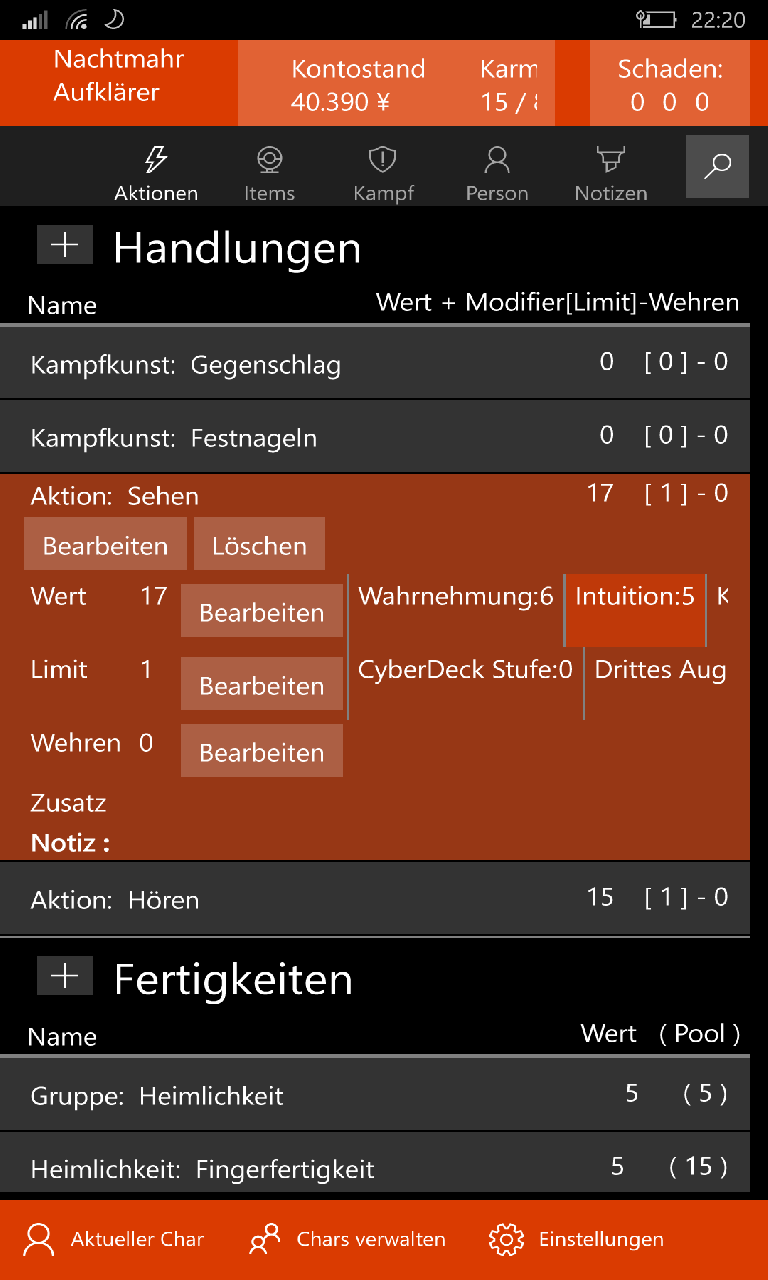 22:20
Nachtmahr
Aufklärer
Kontostand
40.390 ¥
Karm
15 /
Schaden:
0 0 0
Aktionen Items Kampf Person Notizen
Handlungen
Name Wert + Modifier[Limit]-Wehren
Kampfkunst: Gegenschlag 0 [ 0 ] - 0
Kampfkunst: Festnageln 0 [ 0 ] - 0
Aktion: Sehen 17 [ 1 ] - 0
Bearbeiten Löschen
Wert 17 Bearbeiten Wahrnehmung:6 Intuition:5 K
Limit 1 Bearbeiten CyberDeck Stufe:0 Drittes Aug
Wehren 0 Bearbeiten
Zusatz
Notiz :
Aktion: Hören 15 [ 1 ] - 0
Fertigkeiten
Name Wert ( Pool )
Gruppe: Heimlichkeit 5 ( 5 )
Heimlichkeit: Fingerfertigkeit 5 ( 15 )
Aktueller Char Chars verwalten Einstellungen